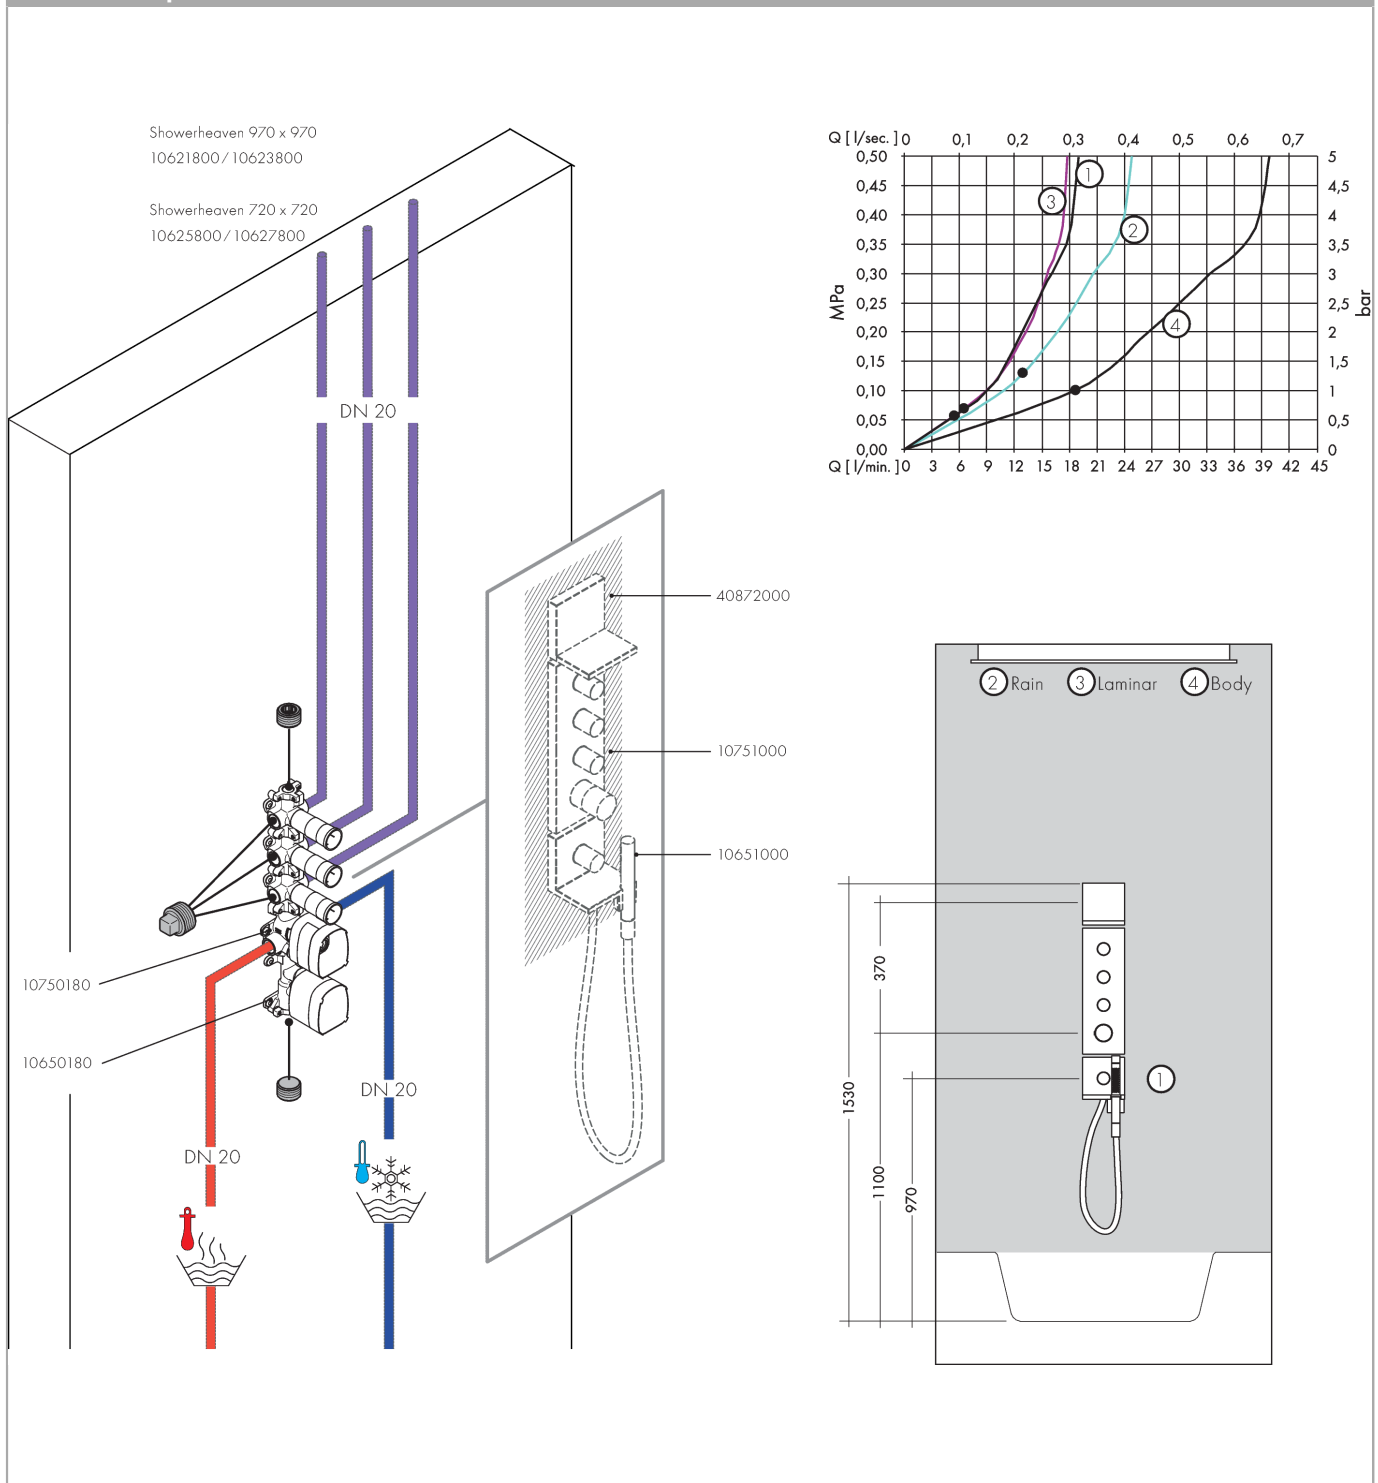 Showerheaven 970 x 970
10621800 / 10623800
Showerheaven 720 x 720
10625800 / 10627800
DN 20
40872000
10751000
10651000
10750180
10650180
DN 20
DN 20
Q [ l/sec. ] 0 0,1 0,2 0,3 0,4 0,5 0,6 0,7
0,50 5
0,45 4,5
0,40 4
0,35 3,5
0,30 3
0,25 2,5
0,20 2
0,15 1,5
0,10 1
0,05 0,5
0,00 0
MPa
bar
1
3
2
4
Q [ l/min. ] 0 3 6 9 12 15 18 21 24 27 30 33 36 39 42 45
2 Rain 3 Laminar 4 Body
370
1530
1100
970
1